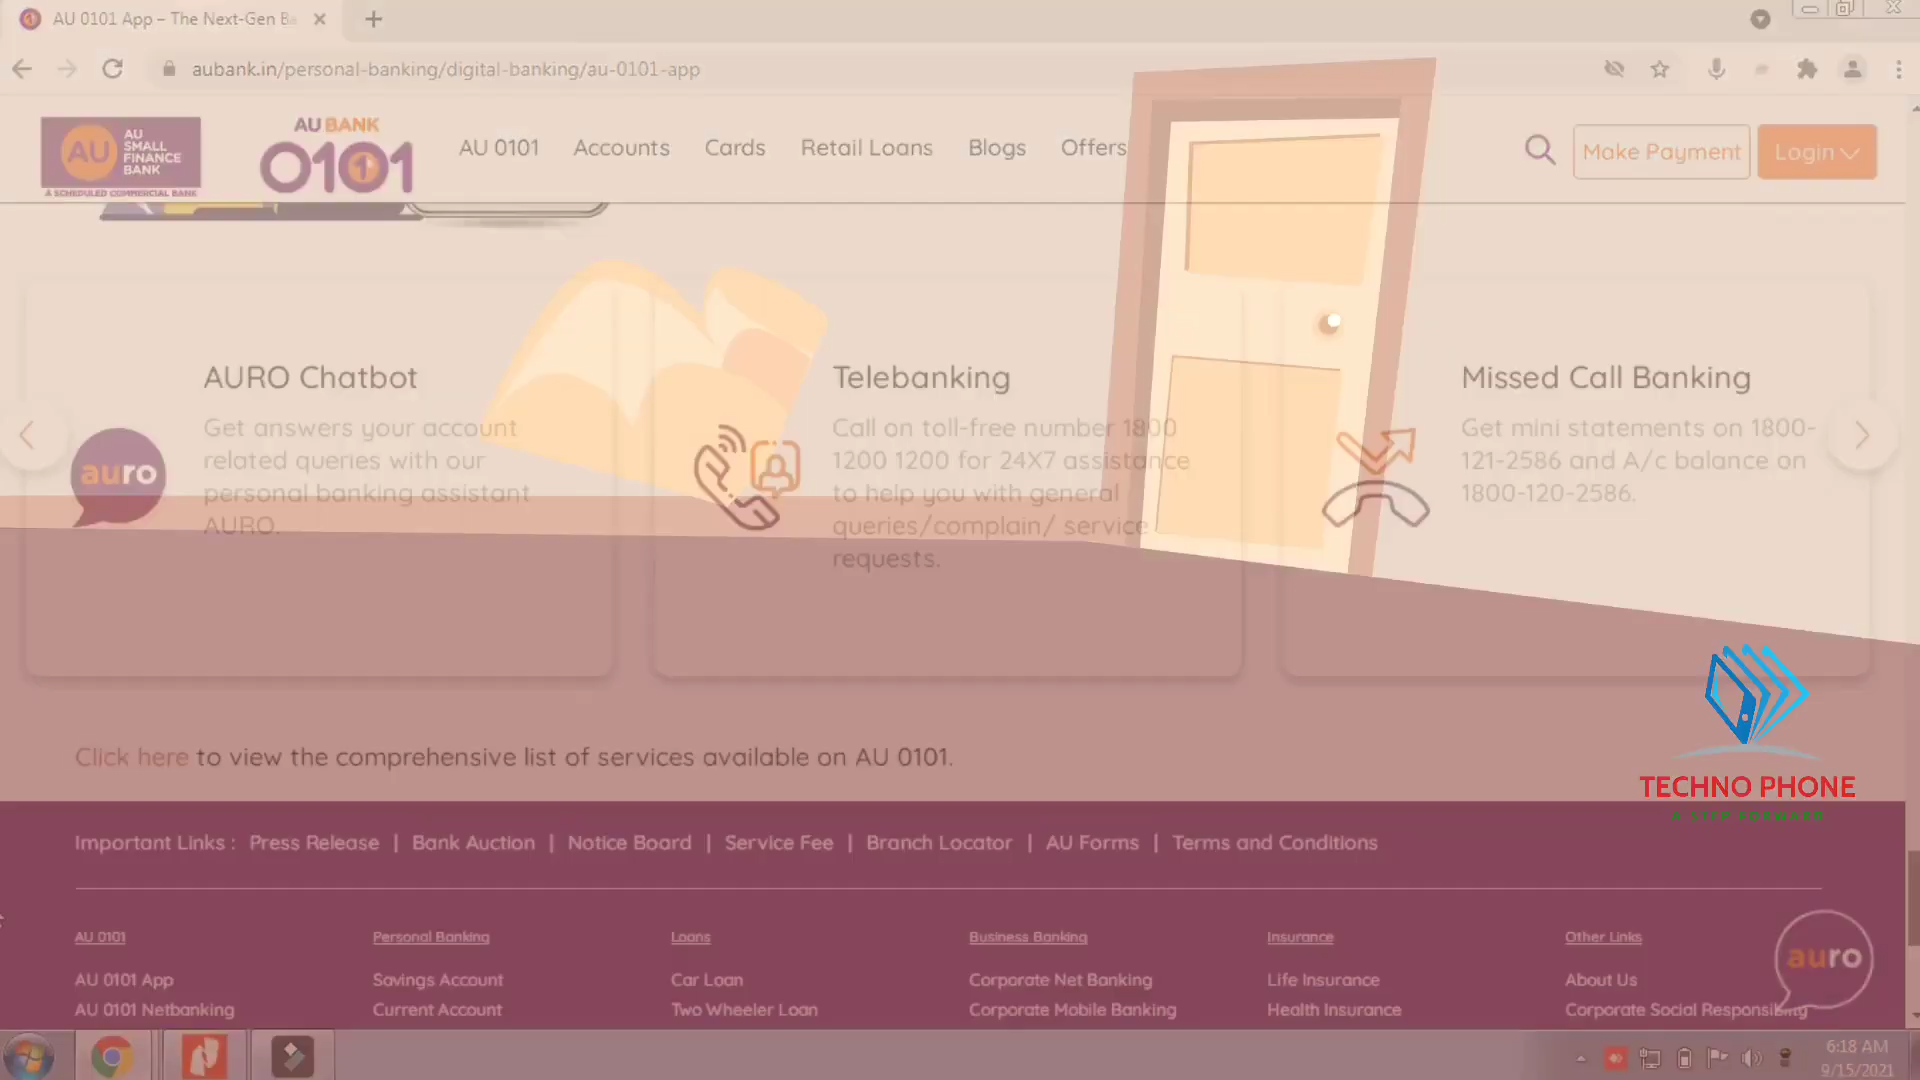 AU 0101 App – The Next-Gen Ba
aubank.in/personal-banking/digital-banking/au-0101-app
AU
SMALL
FINANCE
BANK
A SCHEDULED COMMERCIAL BANK
AU BANK
0101
AU 0101 Accounts Cards Retail Loans Blogs Offers
Make Payment Login
AURO Chatbot
Get answers your account
related queries with our
personal banking assistant
AURO.
auro
Telebanking
Call on toll-free number 1800
1200 1200 for 24X7 assistance
to help you with general
queries/complain/ service
requests.
Missed Call Banking
Get mini statements on 1800-
121-2586 and A/c balance on
1800-120-2586.
Click here to view the comprehensive list of services available on AU 0101.
TECHNO PHONE
A STEP FORWARD
Important Links : Press Release | Bank Auction | Notice Board | Service Fee | Branch Locator | AU Forms | Terms and Conditions
AU 0101 Personal Banking Loans Business Banking Insurance Other Links
AU 0101 App Savings Account Car Loan Corporate Net Banking Life Insurance About Us
AU 0101 Netbanking Current Account Two Wheeler Loan Corporate Mobile Banking Health Insurance Corporate Social Responsibility
auro
6:18 AM
9/15/2021